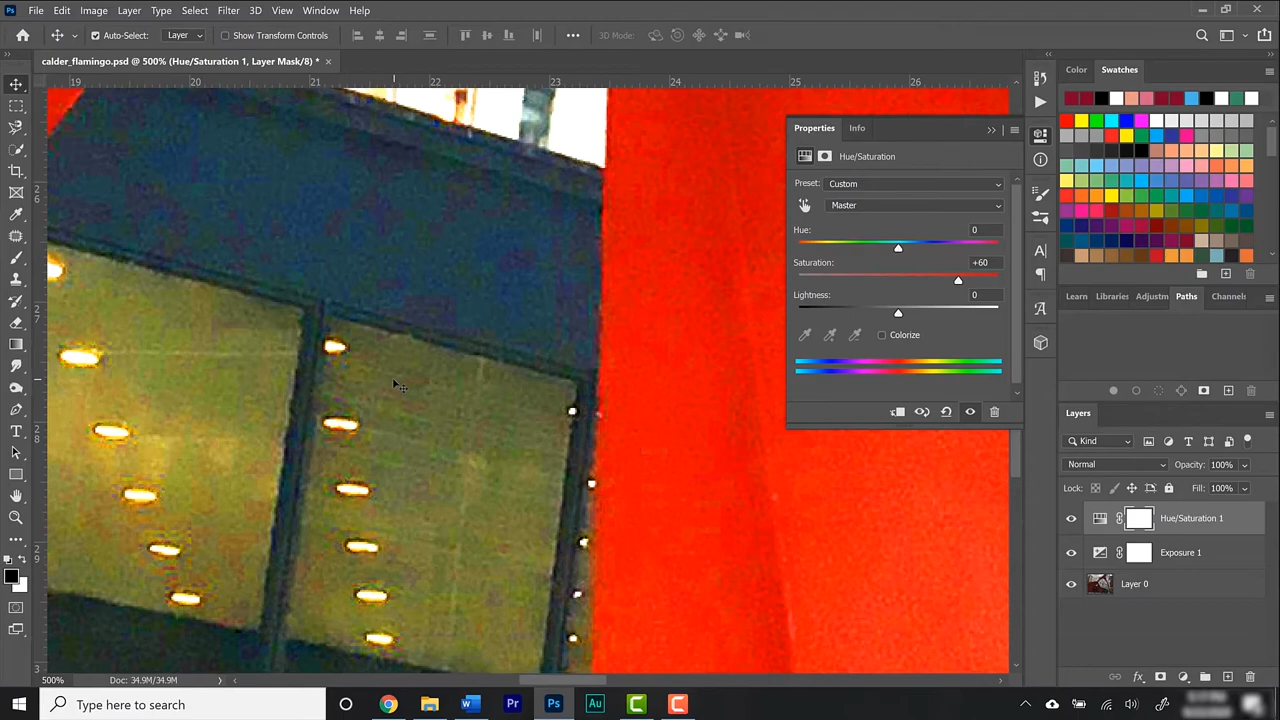 Ps File Edit Image Layer Type Select Filter 3D View Window Help
Auto-Select: Layer Show Transform Controls 3D Mode:
calder_flamingo.psd @ 500% (Hue/Saturation 1, Layer Mask/8) * ×
19 20 21 22 23 24 25 26
Color Swatches
Properties Info
Hue/Saturation
Preset: Custom
Master
Hue: 0
Saturation: +60
Lightness: 0
Colorize
Learn Libraries Adjustm Paths Channels
Layers
Kind
Normal Opacity: 100%
Lock: Fill: 100%
Hue/Saturation 1
Exposure 1
Layer 0
500% Doc: 34.9M/34.9M
Type here to search
Pr Ps Au